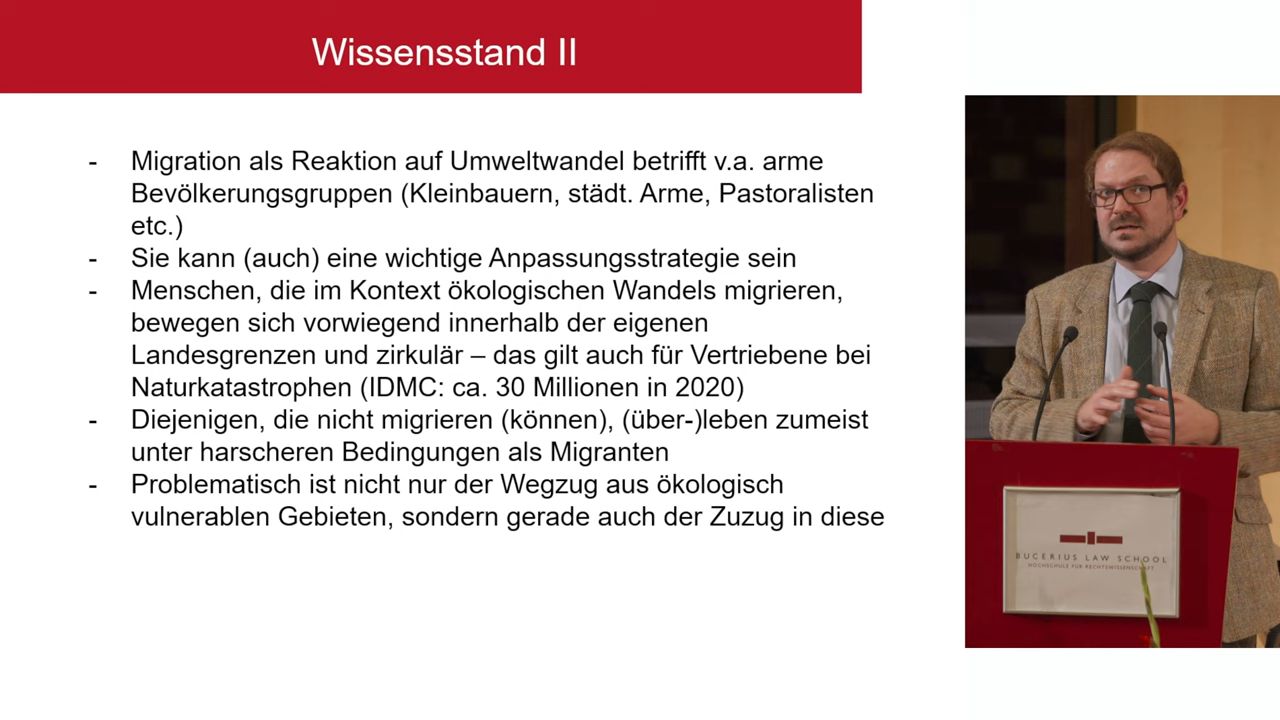 Wissensstand II
- Migration als Reaktion auf Umweltwandel betrifft v.a. arme
Bevölkerungsgruppen (Kleinbauern, städt. Arme, Pastoralisten
etc.)
- Sie kann (auch) eine wichtige Anpassungsstrategie sein
- Menschen, die im Kontext ökologischen Wandels migrieren,
bewegen sich vorwiegend innerhalb der eigenen
Landesgrenzen und zirkulär – das gilt auch für Vertriebene bei
Naturkatastrophen (IDMC: ca. 30 Millionen in 2020)
- Diejenigen, die nicht migrieren (können), (über-)leben zumeist
unter harscheren Bedingungen als Migranten
- Problematisch ist nicht nur der Wegzug aus ökologisch
vulnerablen Gebieten, sondern gerade auch der Zuzug in diese
BUCERIUS LAW SCHOOL
HOCHSCHULE FÜR RECHTSWISSENSCHAFT